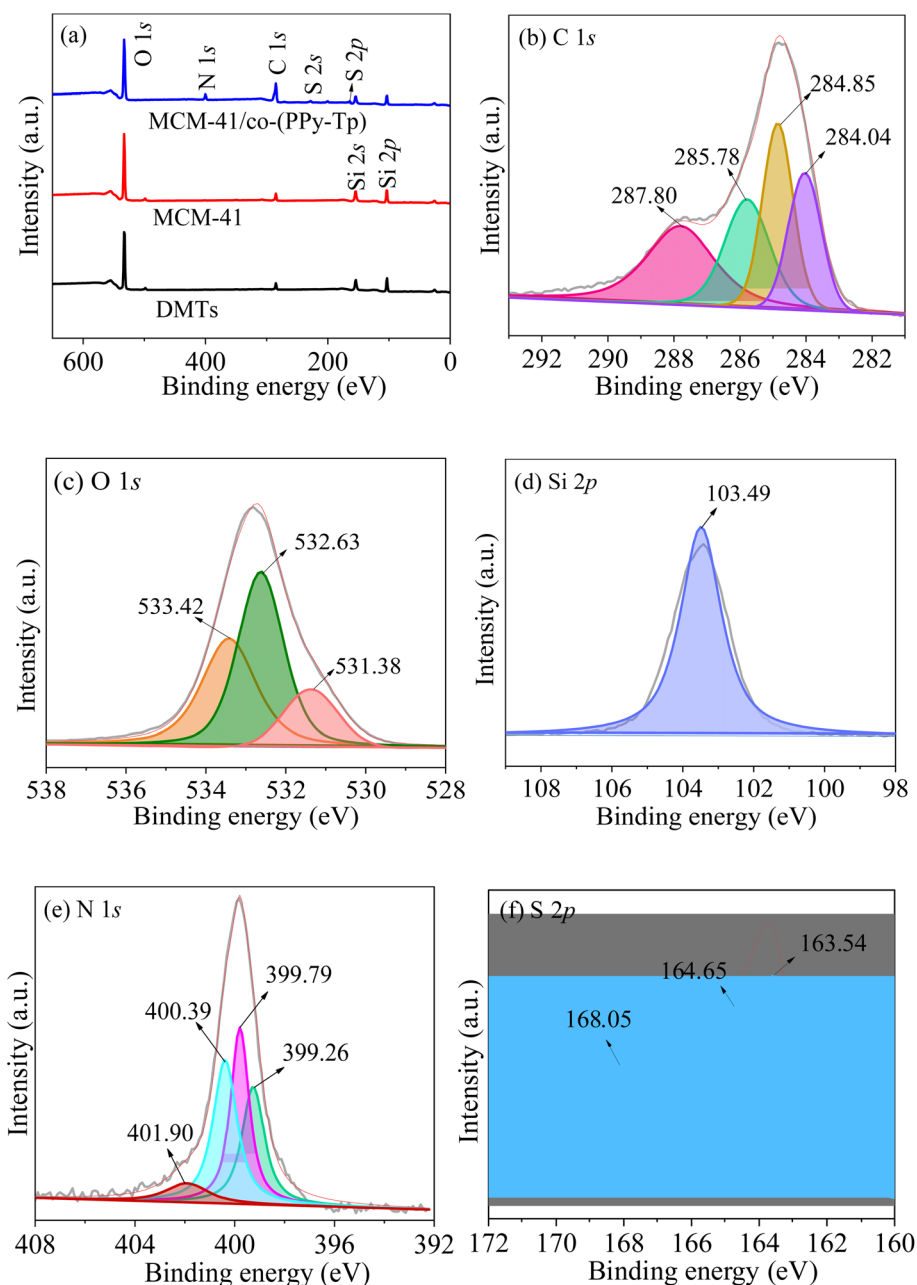 (a)
O 1s
N 1s
C 1s
S 2s
S 2p
MCM-41/co-(PPy-Tp)
Si 2s
Si 2p
MCM-41
DMTs
Intensity (a.u.)
600 400 200 0
Binding energy (eV)
(b) C 1s
284.85
285.78
284.04
287.80
Intensity (a.u.)
292 290 288 286 284 282
Binding energy (eV)
(c) O 1s
532.63
533.42
531.38
Intensity (a.u.)
538 536 534 532 530 528
Binding energy (eV)
(d) Si 2p
103.49
Intensity (a.u.)
108 106 104 102 100 98
Binding energy (eV)
(e) N 1s
399.79
400.39
399.26
401.90
Intensity (a.u.)
408 404 400 396 392
Binding energy (eV)
(f) S 2p
163.54
164.65
168.05
Intensity (a.u.)
172 170 168 166 164 162 160
Binding energy (eV)